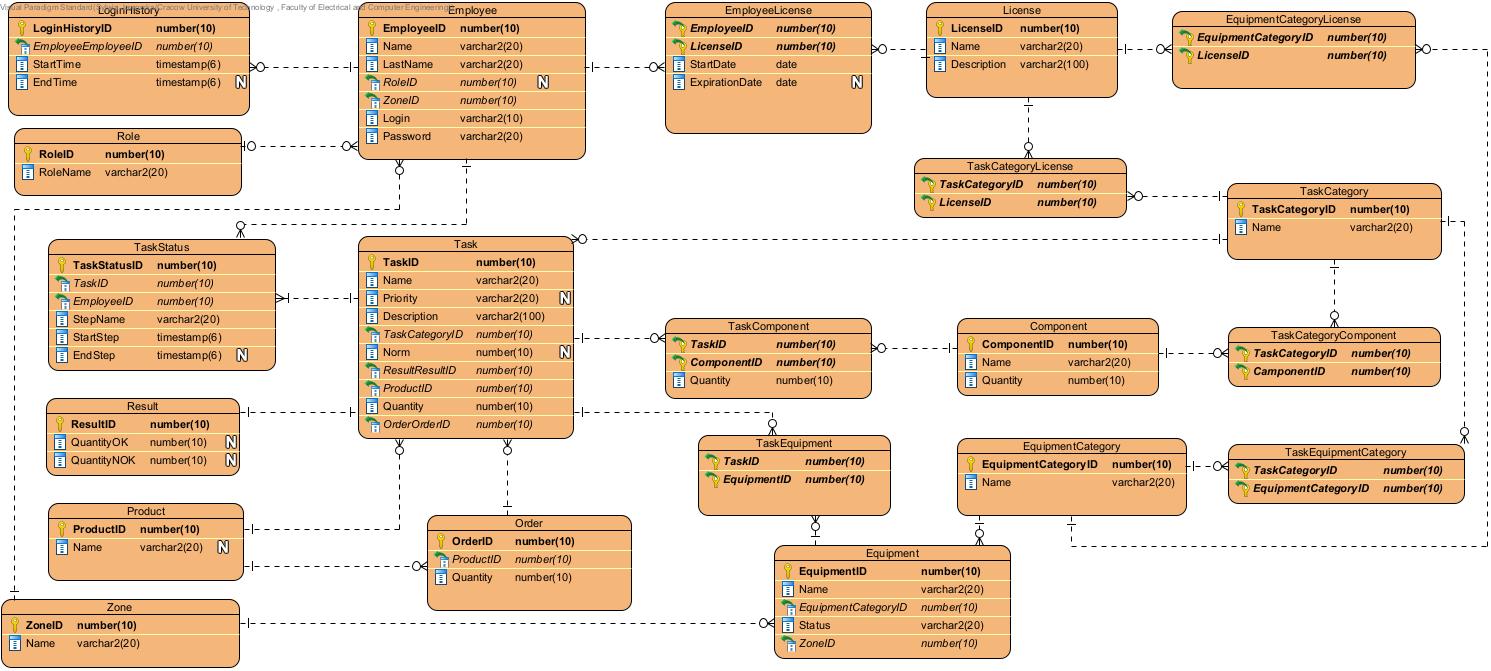 Visual Paradigm Standard(
Cracow University of Technology , Faculty of Electrical and Computer Engineering
LoginHistory
LoginHistoryID number(10)
EmployeeEmployeeID number(10)
StartTime timestamp(6)
EndTime timestamp(6) N
Employee
EmployeeID number(10)
Name varchar2(20)
LastName varchar2(20)
RoleID number(10) N
ZoneID number(10)
Login varchar2(10)
Password varchar2(20)
EmployeeLicense
EmployeeID number(10)
LicenseID number(10)
StartDate date
ExpirationDate date N
License
LicenseID number(10)
Name varchar2(20)
Description varchar2(100)
EquipmentCategoryLicense
EquipmentCategoryID number(10)
LicenseID number(10)
Role
RoleID number(10)
RoleName varchar2(20)
TaskCategoryLicense
TaskCategoryID number(10)
LicenseID number(10)
TaskCategory
TaskCategoryID number(10)
Name varchar2(20)
TaskStatus
TaskStatusID number(10)
TaskID number(10)
EmployeeID number(10)
StepName varchar2(20)
StartStep timestamp(6)
EndStep timestamp(6) N
Task
TaskID number(10)
Name varchar2(20)
Priority varchar2(20) N
Description varchar2(100)
TaskCategoryID number(10)
Norm number(10) N
ResultResultID number(10)
ProductID number(10)
Quantity number(10)
OrderOrderID number(10)
TaskComponent
TaskID number(10)
ComponentID number(10)
Quantity number(10)
Component
ComponentID number(10)
Name varchar2(20)
Quantity number(10)
TaskCategoryComponent
TaskCategoryID number(10)
CamponentID number(10)
Result
ResultID number(10)
QuantityOK number(10) N
QuantityNOK number(10) N
TaskEquipment
TaskID number(10)
EquipmentID number(10)
EquipmentCategory
EquipmentCategoryID number(10)
Name varchar2(20)
TaskEquipmentCategory
TaskCategoryID number(10)
EquipmentCategoryID number(10)
Product
ProductID number(10)
Name varchar2(20) N
Order
OrderID number(10)
ProductID number(10)
Quantity number(10)
Equipment
EquipmentID number(10)
Name varchar2(20)
EquipmentCategoryID number(10)
Status varchar2(20)
ZoneID number(10)
Zone
ZoneID number(10)
Name varchar2(20)